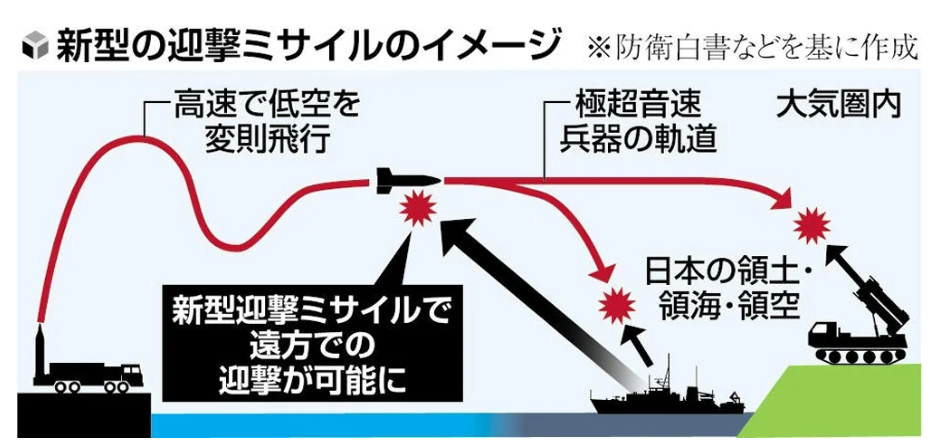 新型の迎撃ミサイルのイメージ ※防衛白書などを基に作成
高速で低空を
変則飛行
極超音速
兵器の軌道
大気圏内
新型迎撃ミサイルで
遠方での
迎撃が可能に
日本の領土・
領海・領空